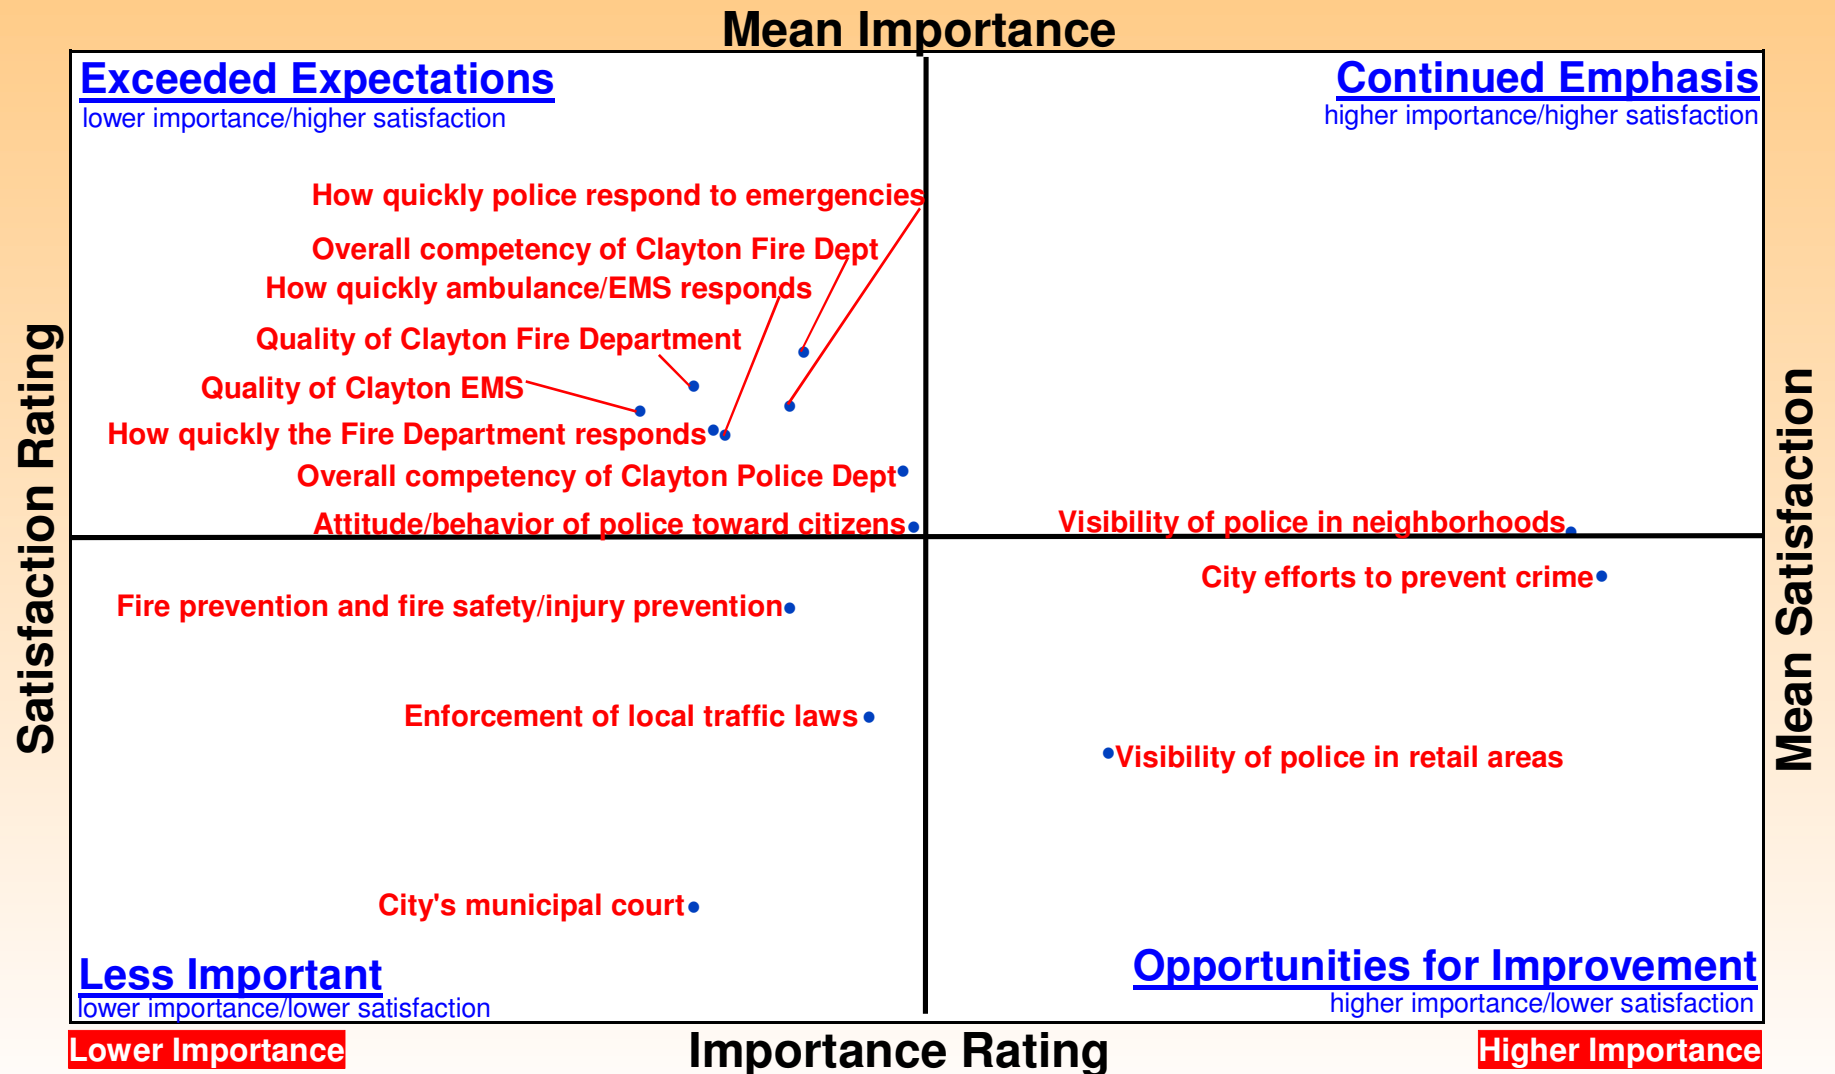 Mean Importance
Exceeded Expectations
lower importance/higher satisfaction
Continued Emphasis
higher importance/higher satisfaction
How quickly police respond to emergencies
Overall competency of Clayton Fire Dept
How quickly ambulance/EMS responds
Quality of Clayton Fire Department
Quality of Clayton EMS
How quickly the Fire Department responds
Overall competency of Clayton Police Dept
Attitude/behavior of police toward citizens
Visibility of police in neighborhoods
Satisfaction Rating
Mean Satisfaction
City efforts to prevent crime
Fire prevention and fire safety/injury prevention
Enforcement of local traffic laws
Visibility of police in retail areas
City's municipal court
Less Important
lower importance/lower satisfaction
Opportunities for Improvement
higher importance/lower satisfaction
Lower Importance
Importance Rating
Higher Importance